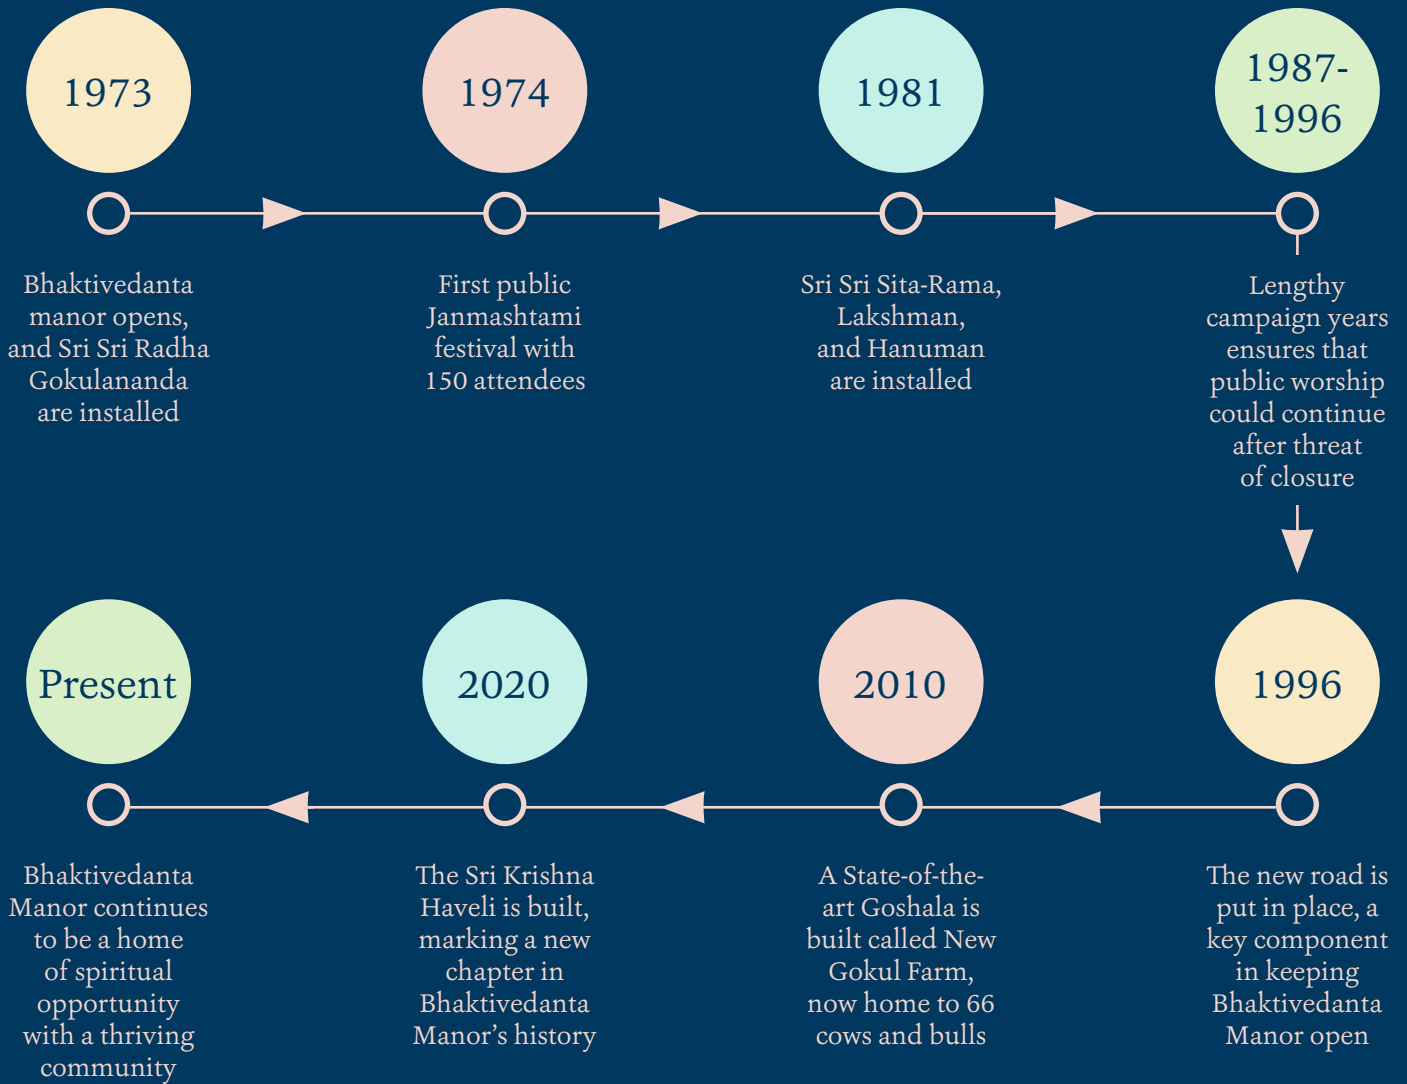 1973
Bhaktivedanta
manor opens,
and Sri Sri Radha
Gokulananda
are installed
1974
First public
Janmashtami
festival with
150 attendees
1981
Sri Sri Sita-Rama,
Lakshman,
and Hanuman
are installed
1987-
1996
Lengthy
campaign years
ensures that
public worship
could continue
after threat
of closure
1996
The new road is
put in place, a
key component
in keeping
Bhaktivedanta
Manor open
2010
A State-of-the-
art Goshala is
built called New
Gokul Farm,
now home to 66
cows and bulls
2020
The Sri Krishna
Haveli is built,
marking a new
chapter in
Bhaktivedanta
Manor’s history
Present
Bhaktivedanta
Manor continues
to be a home
of spiritual
opportunity
with a thriving
community